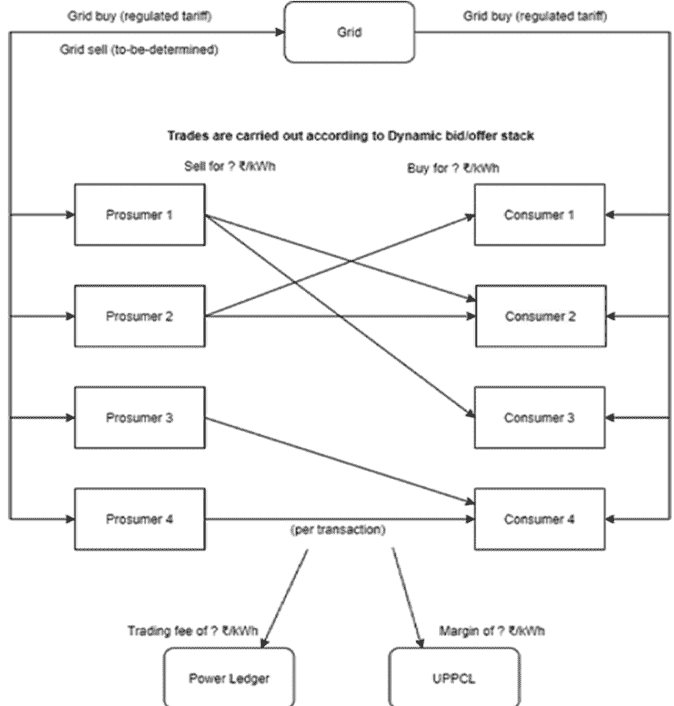 Grid buy (regulated tariff)
Grid
Grid buy (regulated tariff)
Grid sell (to-be-determined)
Trades are carried out according to Dynamic bid/offer stack
Sell for ? ₹/kWh
Buy for ? ₹/kWh
Prosumer 1
Consumer 1
Prosumer 2
Consumer 2
Prosumer 3
Consumer 3
Prosumer 4
Consumer 4
(per transaction)
Trading fee of ? ₹/kWh
Margin of ? ₹/kWh
Power Ledger
UPPCL